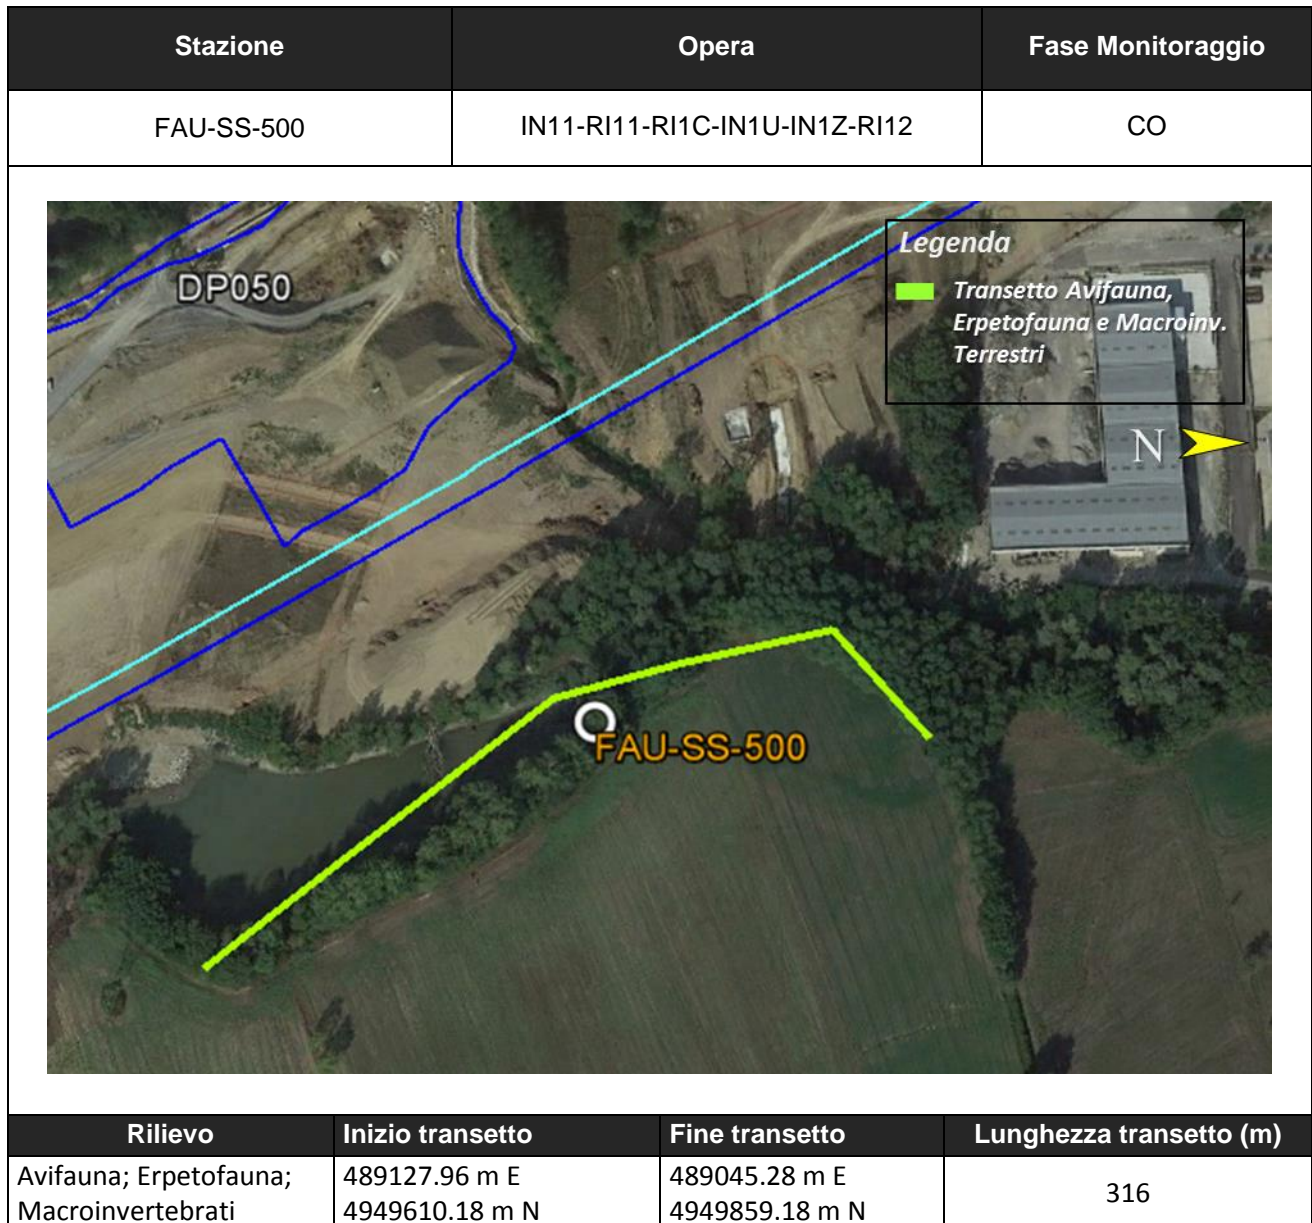 Stazione
Opera
Fase Monitoraggio
FAU-SS-500
IN11-RI11-RI1C-IN1U-IN1Z-RI12
CO
Legenda
Transetto Avifauna,
Erpetofauna e Macroinv.
Terrestri
DP050
N
FAU-SS-500
Rilievo
Inizio transetto
Fine transetto
Lunghezza transetto (m)
Avifauna; Erpetofauna;
Macroinvertebrati
489127.96 m E
4949610.18 m N
489045.28 m E
4949859.18 m N
316